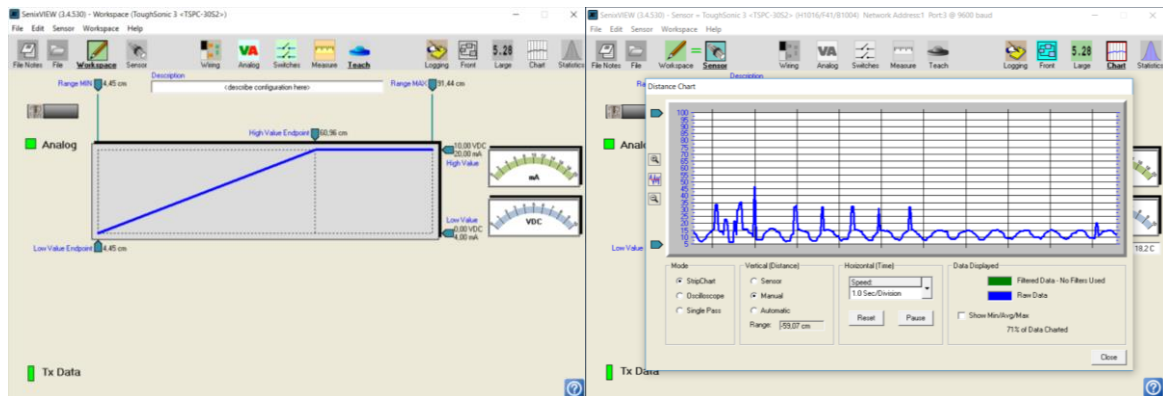 SenixVIEW (3.4.530) - Workspace (ToughSonic 3 <TSPC-30S2>)
File Edit Sensor Workspace Help
File Notes File Workspace Sensor Wiring Analog Switches Measure Teach Logging Front Large Chart Statistics
VA
5.28
Description
Range MIN 4,45 cm
<describe configuration here>
Range MAX 91,44 cm
High Value Endpoint 60,96 cm
Analog
10,00 VDC
20,00 mA
High Value
mA
Low Value
0,00 VDC
4,00 mA
VDC
Low Value Endpoint 4,45 cm
Tx Data
SenixVIEW (3.4.530) - Sensor = ToughSonic 3 <TSPC-30S2> (H1016/F41/B1004) Network Address:1 Port:3 @ 9600 baud
File Edit Sensor Workspace Help
File Notes File Workspace = Sensor Wiring Analog Switches Measure Teach Logging Front Large Chart Statistics
VA
5.28
Description
Distance Chart
100
95
90
85
80
75
70
65
60
55
50
45
40
35
30
25
20
15
10
5
Low Value
18,2 C
Mode
StripChart
Oscilloscope
Single Pass
Vertical (Distance)
Sensor
Manual
Automatic
Range: -59,07 cm
Horizontal (Time)
Speed:
1.0 Sec/Division
Reset Pause
Data Displayed
Filtered Data - No Filters Used
Raw Data
Show Min/Avg/Max
71% of Data Charted
Close
Tx Data